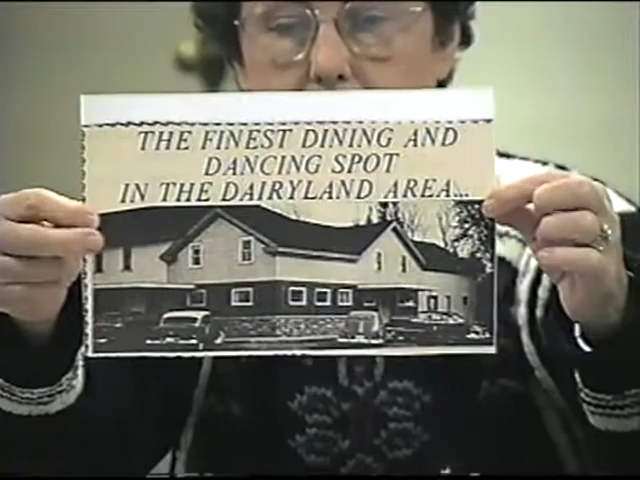 THE FINEST DINING AND
DANCING SPOT
IN THE DAIRYLAND AREA...